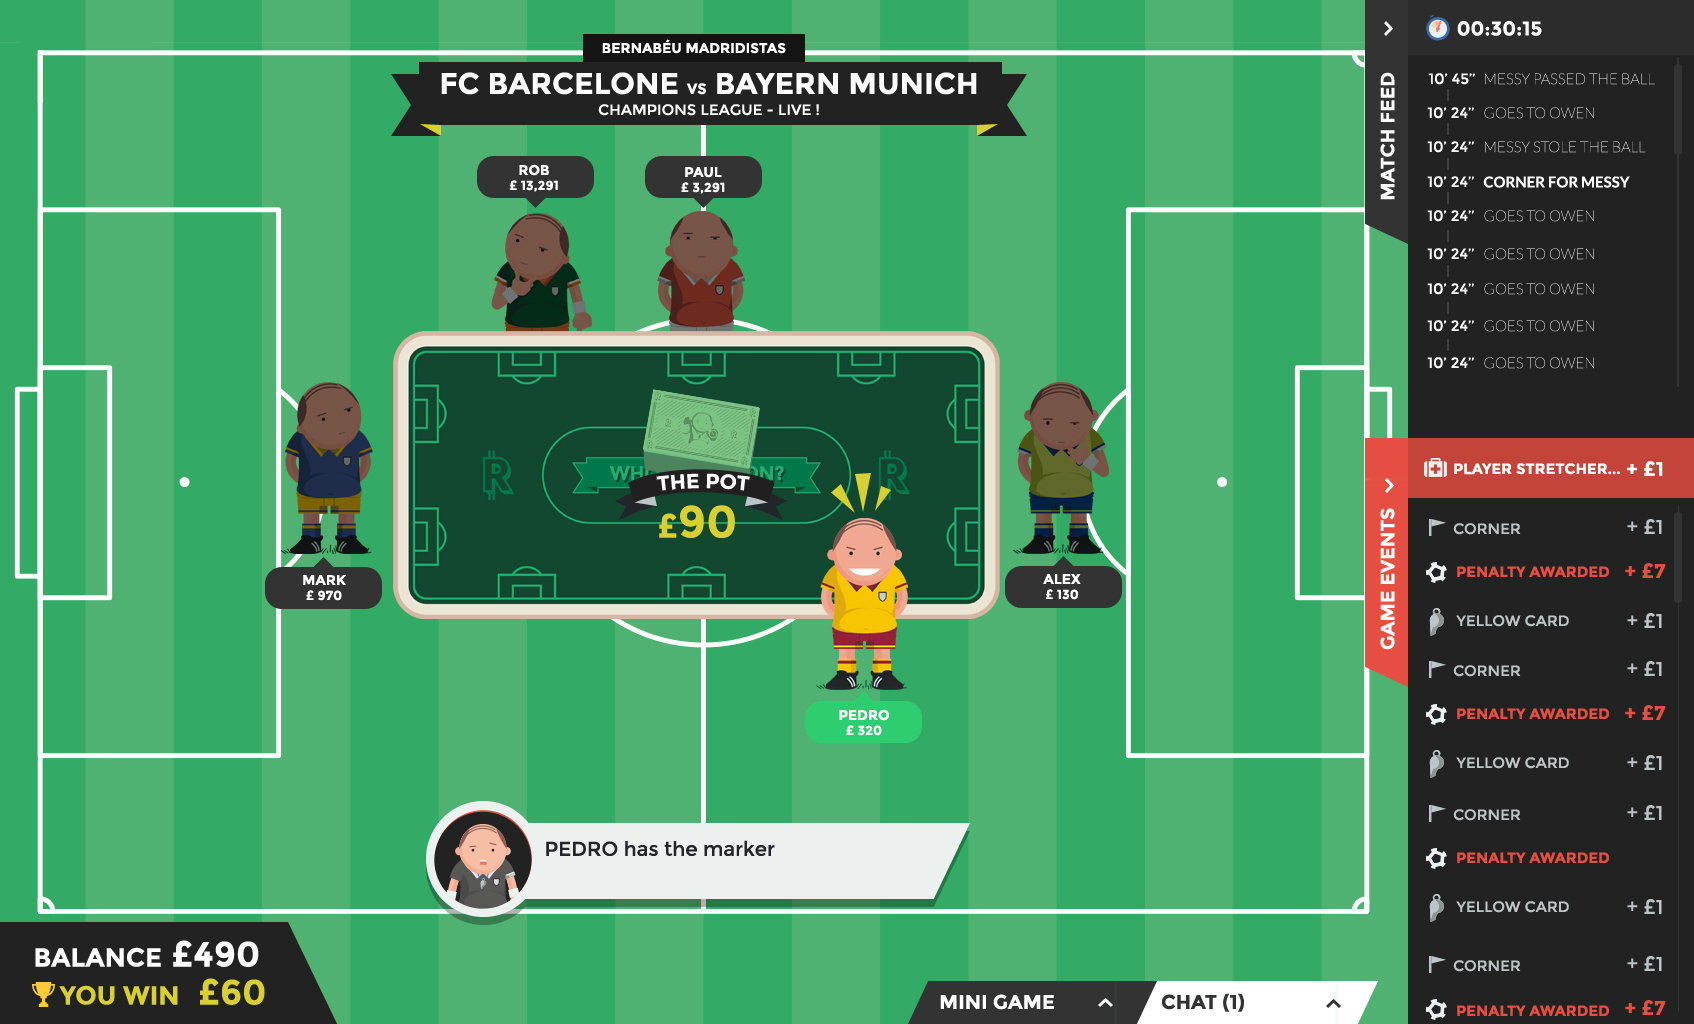 BERNABÉU MADRIDISTAS
FC BARCELONE vs BAYERN MUNICH
CHAMPIONS LEAGUE - LIVE !
ROB
£ 13,291
PAUL
£ 3,291
MARK
£ 970
ALEX
£ 130
THE POT
£90
PEDRO
£ 320
PEDRO has the marker
BALANCE £490
YOU WIN £60
MINI GAME
CHAT (1)
MATCH FEED
00:30:15
10’ 45” MESSY PASSED THE BALL
10’ 24” GOES TO OWEN
10’ 24” MESSY STOLE THE BALL
10’ 24” CORNER FOR MESSY
10’ 24” GOES TO OWEN
10’ 24” GOES TO OWEN
10’ 24” GOES TO OWEN
10’ 24” GOES TO OWEN
10’ 24” GOES TO OWEN
GAME EVENTS
PLAYER STRETCHER... + £1
CORNER + £1
PENALTY AWARDED + £7
YELLOW CARD + £1
CORNER + £1
PENALTY AWARDED + £7
YELLOW CARD + £1
CORNER + £1
PENALTY AWARDED
YELLOW CARD + £1
CORNER + £1
PENALTY AWARDED + £7